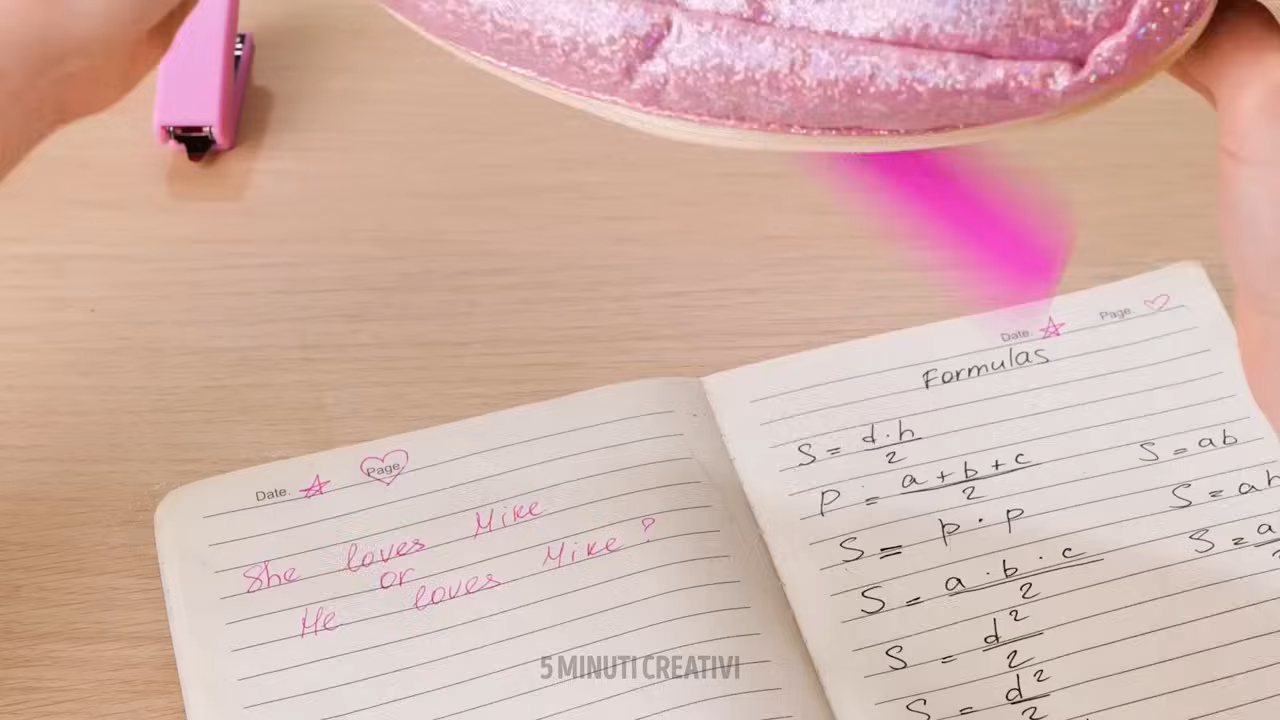 Date.
Page
She loves Mike
or
He loves Mike?
Date.
Page.
Formulas
S = d·h/2
P = a+b+c/2
S = p·p
S = a·b·c/2
S = d²/2
S = d²/2
S = ab
S = ah
S = a
5 MINUTI CREATIVI